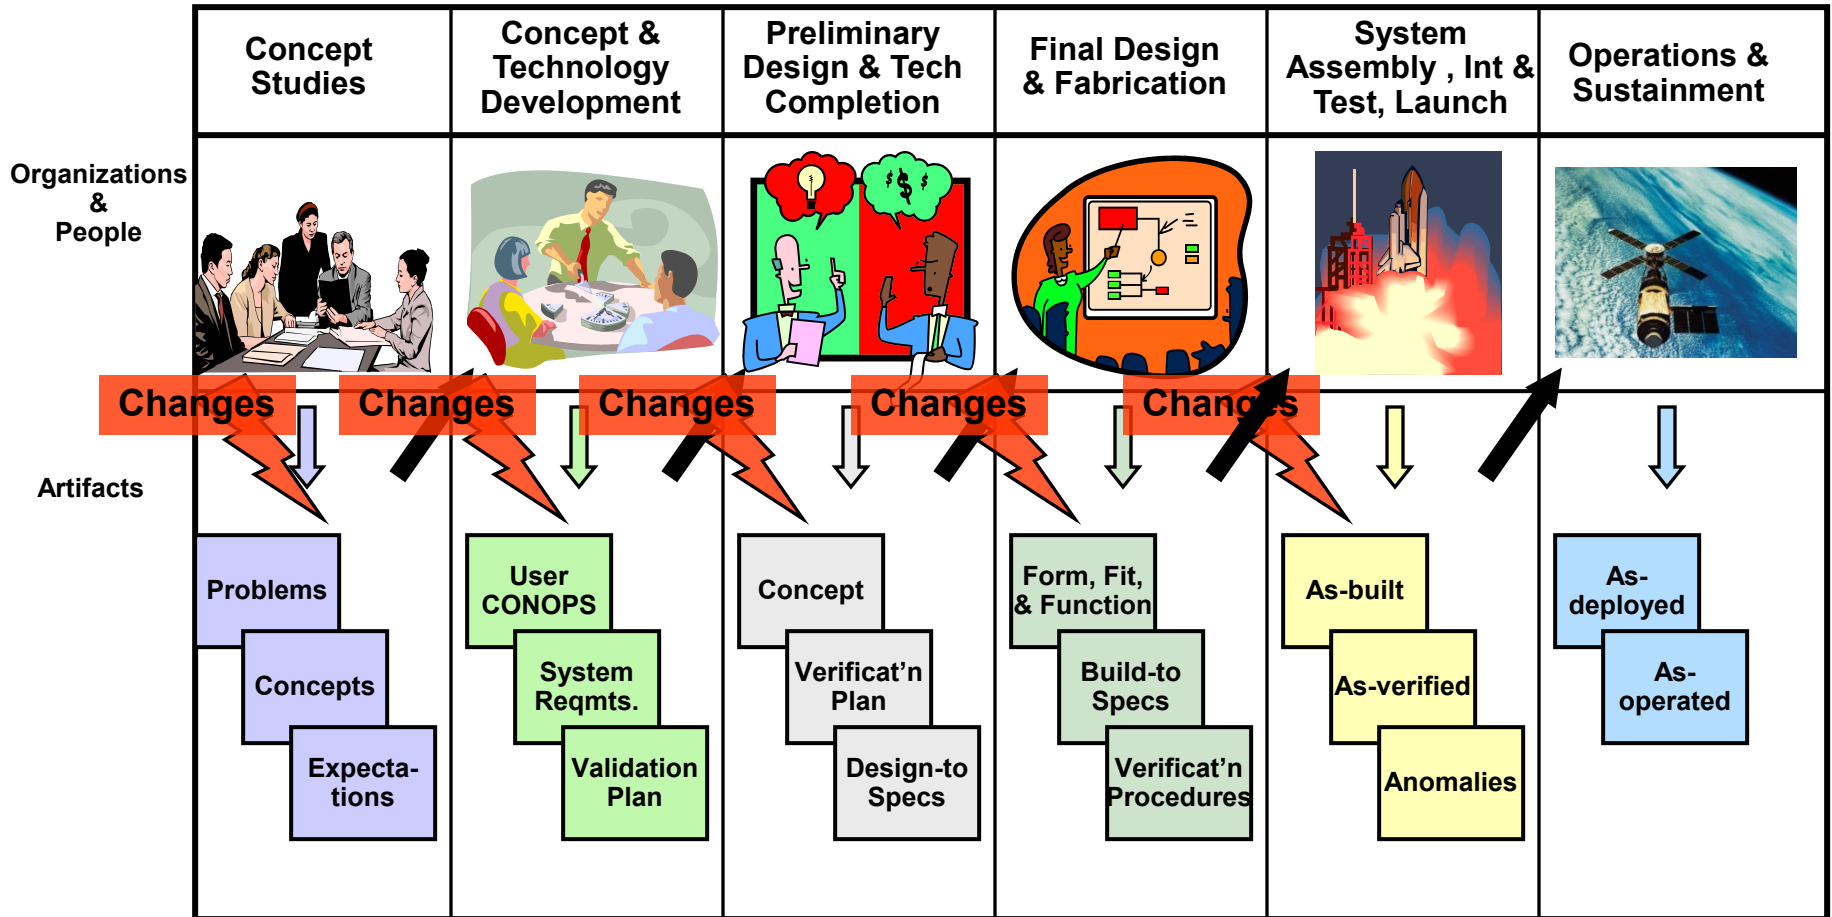 Concept
Studies
Concept &
Technology
Development
Preliminary
Design & Tech
Completion
Final Design
& Fabrication
System
Assembly , Int &
Test, Launch
Operations &
Sustainment
Organizations
&
People
$ $ $
Changes
Changes
Changes
Changes
Changes
Artifacts
Problems
Concepts
Expecta-
tions
User
CONOPS
System
Reqmts.
Validation
Plan
Concept
Verificat’n
Plan
Design-to
Specs
Form, Fit,
& Function
Build-to
Specs
Verificat’n
Procedures
As-built
As-verified
Anomalies
As-
deployed
As-
operated